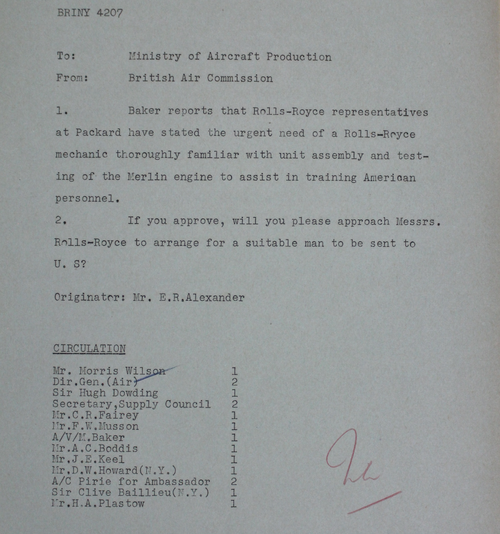 BRINY 4207
To: Ministry of Aircraft Production
From: British Air Commission
1. Baker reports that Rolls-Royce representatives
at Packard have stated the urgent need of a Rolls-Royce
mechanic thoroughly familiar with unit assembly and test-
ing of the Merlin engine to assist in training American
personnel.
2. If you approve, will you please approach Messrs.
Rolls-Royce to arrange for a suitable man to be sent to
U. S?
Originator: Mr. E.R.Alexander
CIRCULATION
Mr. Morris Wilson 1
Dir.Gen.(Air) 2
Sir Hugh Dowding 1
Secretary,Supply Council 2
Mr.C.R.Fairey 1
Mr.F.W.Musson 1
A/V/M.Baker 1
Mr.A.C.Boddis 1
Mr.J.E.Keel 1
Mr.D.W.Howard(N.Y.) 1
A/C Pirie for Ambassador 2
Sir Clive Baillieu(N.Y.) 1
Mr.H.A.Plastow 1